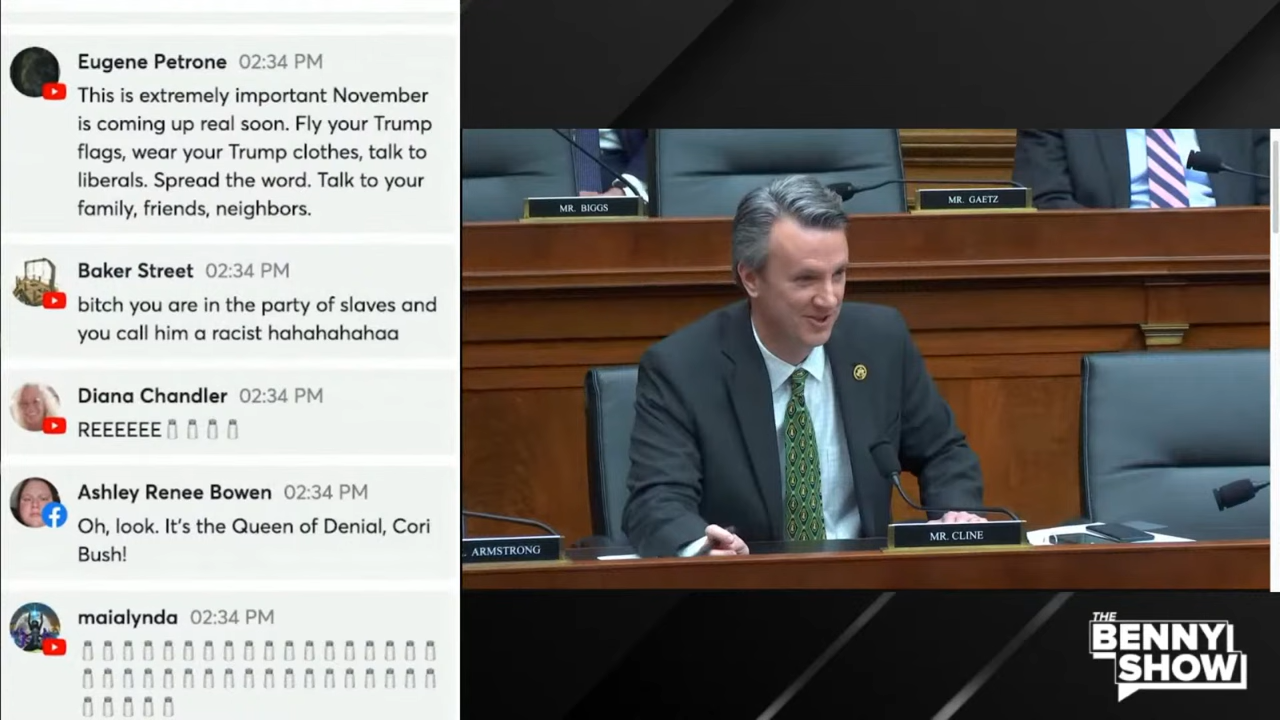 Eugene Petrone 02:34 PM
This is extremely important November
is coming up real soon. Fly your Trump
flags, wear your Trump clothes, talk to
liberals. Spread the word. Talk to your
family, friends, neighbors.
Baker Street 02:34 PM
bitch you are in the party of slaves and
you call him a racist hahahahahaa
Diana Chandler 02:34 PM
REEEEEE🧂🧂🧂🧂
Ashley Renee Bowen 02:34 PM
Oh, look. It's the Queen of Denial, Cori
Bush!
maialynda 02:34 PM
🧂🧂🧂🧂🧂🧂🧂🧂🧂🧂🧂🧂🧂🧂🧂🧂🧂🧂
🧂🧂🧂🧂🧂🧂🧂🧂🧂🧂🧂🧂🧂🧂🧂🧂🧂🧂
🧂🧂🧂🧂🧂
MR. BIGGS
MR. GAETZ
. ARMSTRONG
MR. CLINE
THE
BENNY
SHOW